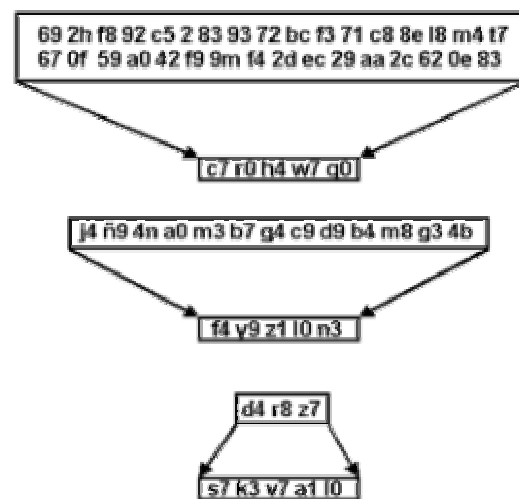 69 2h f8 92 c5 2 83 93 72 bc f3 71 c8 8e l8 m4 t7
67 0f 59 a0 42 f9 9m f4 2d ec 29 aa 2c 62 0e 83
c7 r0 h4 w7 q0
j4 ñ9 4n a0 m3 b7 g4 c9 d9 b4 m8 g3 4b
f4 y9 z1 l0 n3
d4 r8 z7
s7 k3 v7 a1 l0